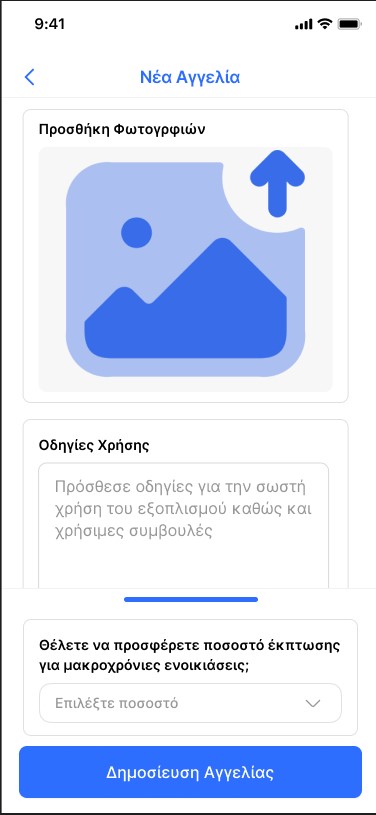 9:41
Νέα Αγγελία
Προσθήκη Φωτογρφιών
Οδηγίες Χρήσης
Πρόσθεσε οδηγίες για την σωστή
χρήση του εξοπλισμού καθώς και
χρήσιμες συμβουλές
Θέλετε να προσφέρετε ποσοστό έκπτωσης
για μακροχρόνιες ενοικιάσεις;
Επιλέξτε ποσοστό
Δημοσίευση Αγγελίας